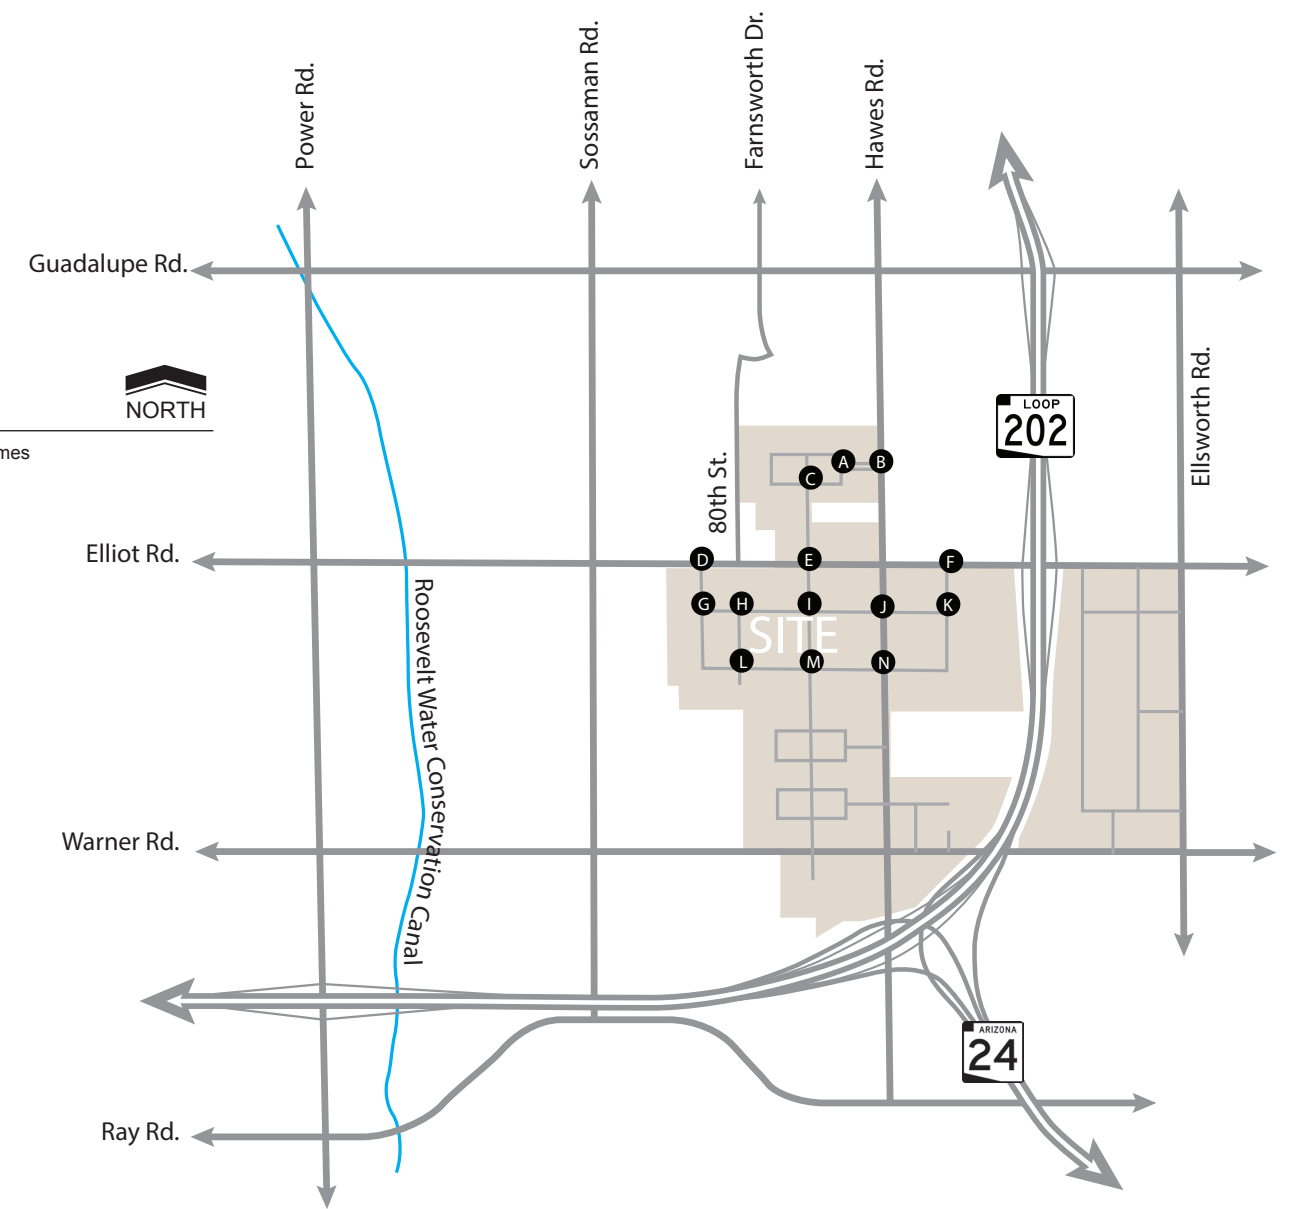 Power Rd.
Sossaman Rd.
Farnsworth Dr.
Hawes Rd.
Guadalupe Rd.
NORTH
mes
LOOP
202
Ellsworth Rd.
80th St.
A
B
C
Elliot Rd.
D
E
F
G
H
I
J
K
SITE
L
M
N
Roosevelt Water Conservation Canal
Warner Rd.
ARIZONA
24
Ray Rd.